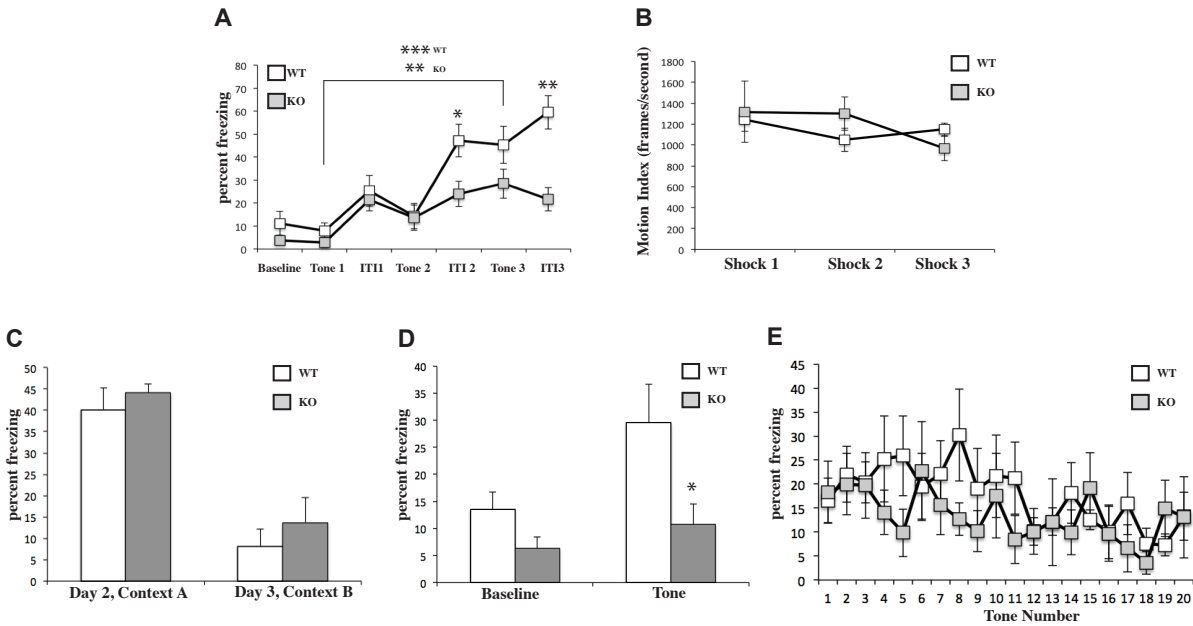 A
*** WT
** KO
WT
KO
percent freezing
80
70
60
50
40
30
20
10
0
*
**
Baseline Tone 1 ITI1 Tone 2 ITI 2 Tone 3 ITI3
B
Motion Index (frames/second)
1800
1600
1400
1200
1000
800
600
400
200
0
WT
KO
Shock 1 Shock 2 Shock 3
C
percent freezing
50
45
40
35
30
25
20
15
10
5
0
WT
KO
Day 2, Context A Day 3, Context B
D
percent freezing
40
35
30
25
20
15
10
5
0
WT
KO
*
Baseline Tone
E
percent freezing
45
40
35
30
25
20
15
10
5
0
WT
KO
1 2 3 4 5 6 7 8 9 10 11 12 13 14 15 16 17 18 19 20
Tone Number